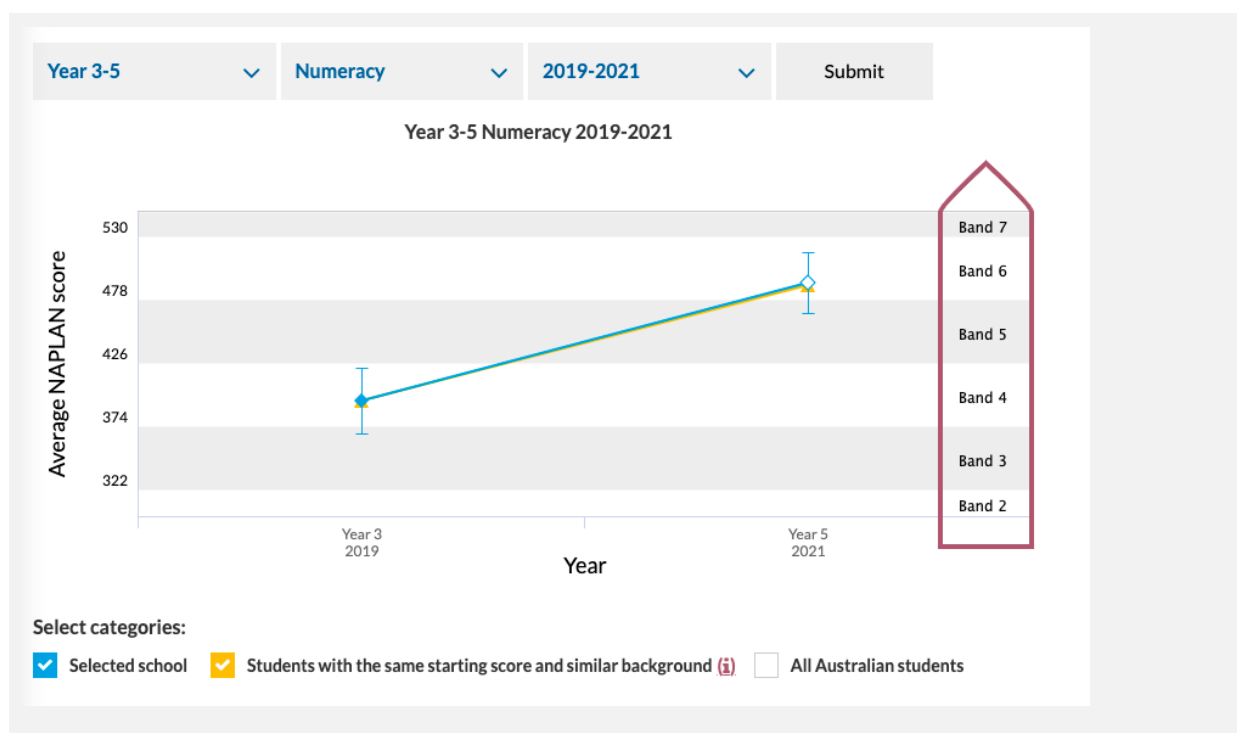 Year 3-5 Numeracy 2019-2021 Submit
Year 3-5 Numeracy 2019-2021
530
478
426
374
322
Average NAPLAN score
Band 7
Band 6
Band 5
Band 4
Band 3
Band 2
Year 3
2019
Year 5
2021
Year
Select categories:
Selected school Students with the same starting score and similar background (i) All Australian students